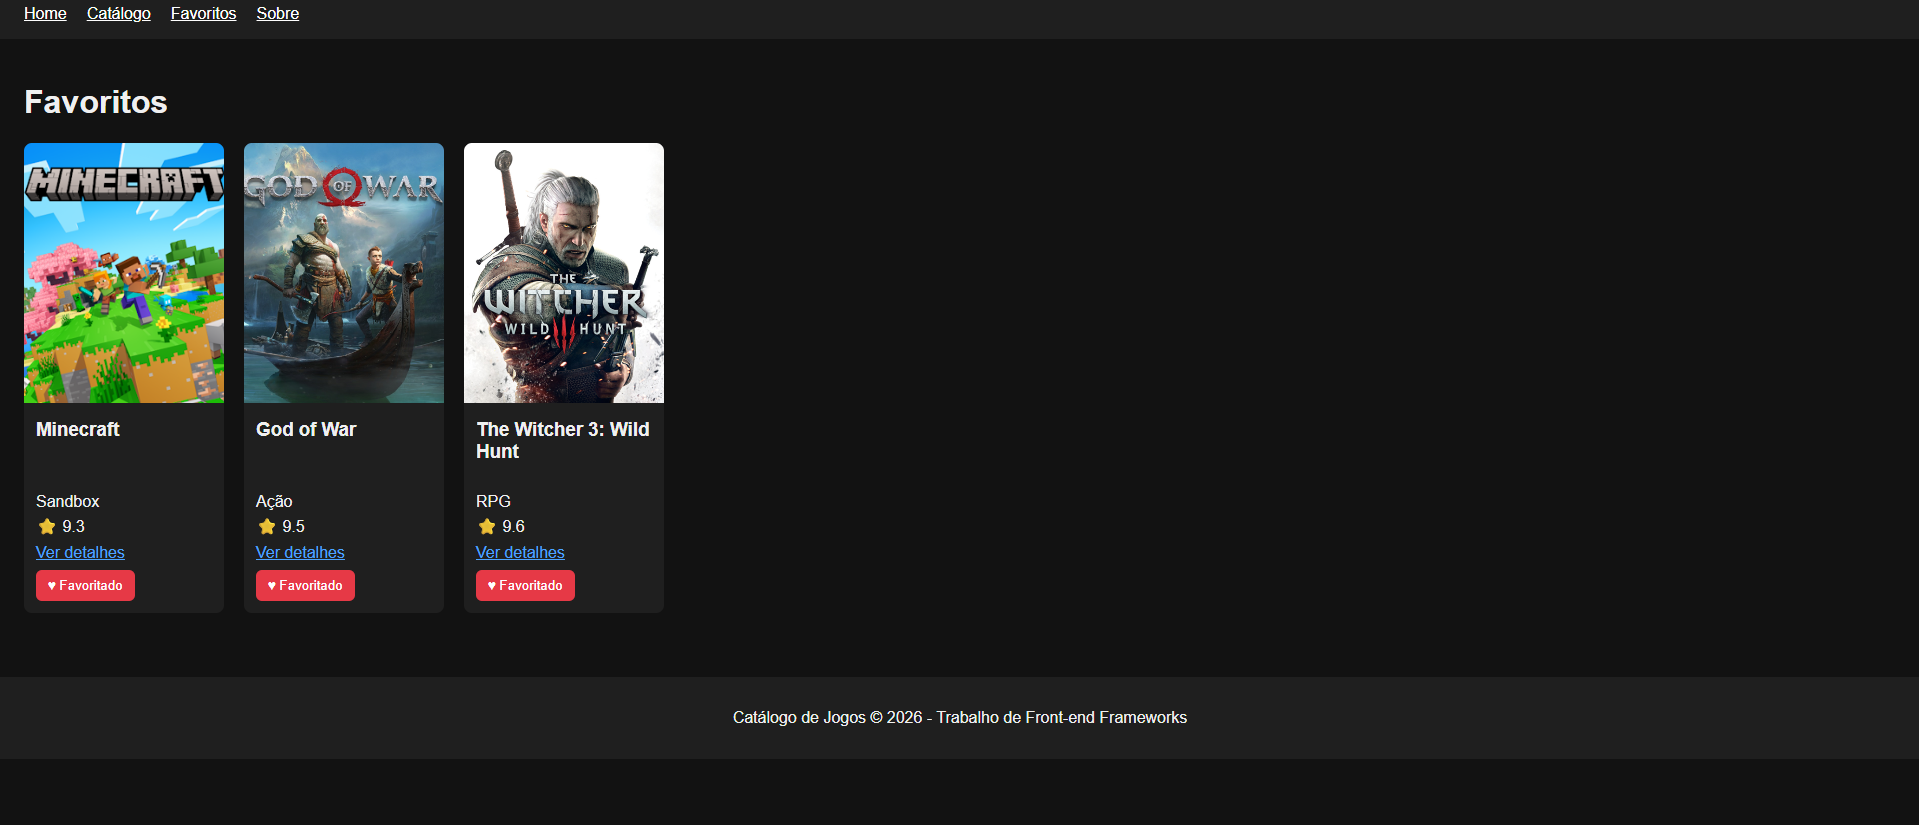 Home Catálogo Favoritos Sobre
Favoritos
MINECRAFT
GOD OF WAR
THE
WITCHER
WILD HUNT
Minecraft
God of War
The Witcher 3: Wild
Hunt
Sandbox
Ação
RPG
⭐ 9.3
⭐ 9.5
⭐ 9.6
Ver detalhes
Ver detalhes
Ver detalhes
♥ Favoritado
♥ Favoritado
♥ Favoritado
Catálogo de Jogos © 2026 - Trabalho de Front-end Frameworks